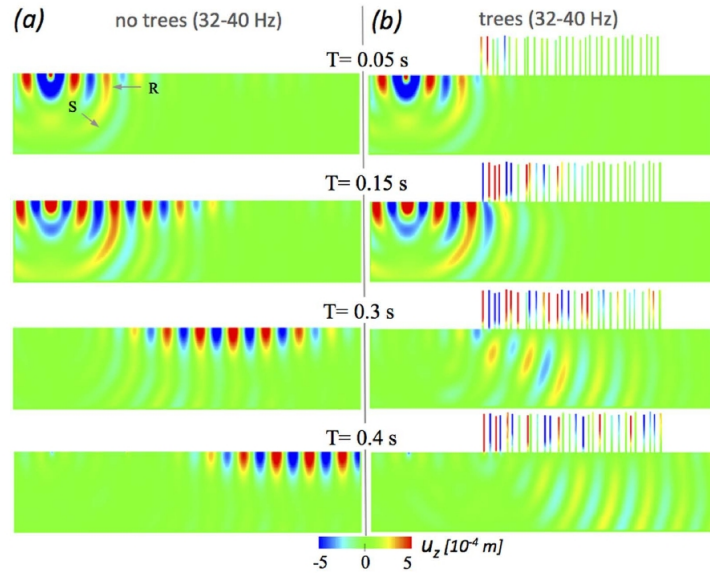 (a) no trees (32-40 Hz)
(b) trees (32-40 Hz)
T= 0.05 s
R
S
T= 0.15 s
T= 0.3 s
T= 0.4 s
-5 0 5
u_z [10⁻⁴ m]